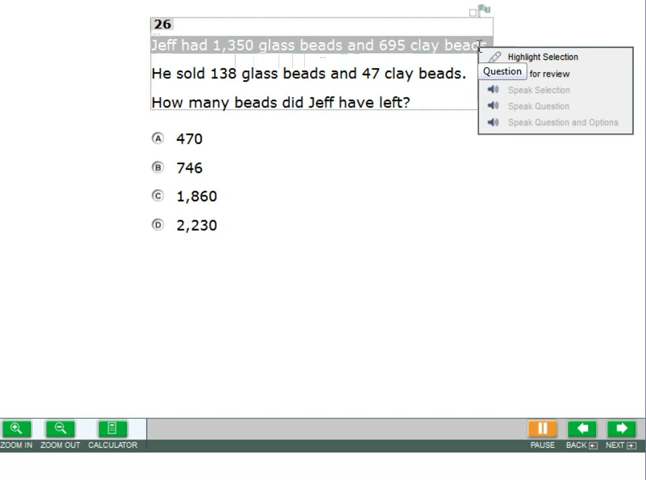 26
Jeff had 1,350 glass beads and 695 clay beads.
He sold 138 glass beads and 47 clay beads.
How many beads did Jeff have left?
A 470
B 746
C 1,860
D 2,230
Highlight Selection
Question
for review
Speak Selection
Speak Question
Speak Question and Options
ZOOM IN ZOOM OUT CALCULATOR PAUSE BACK NEXT